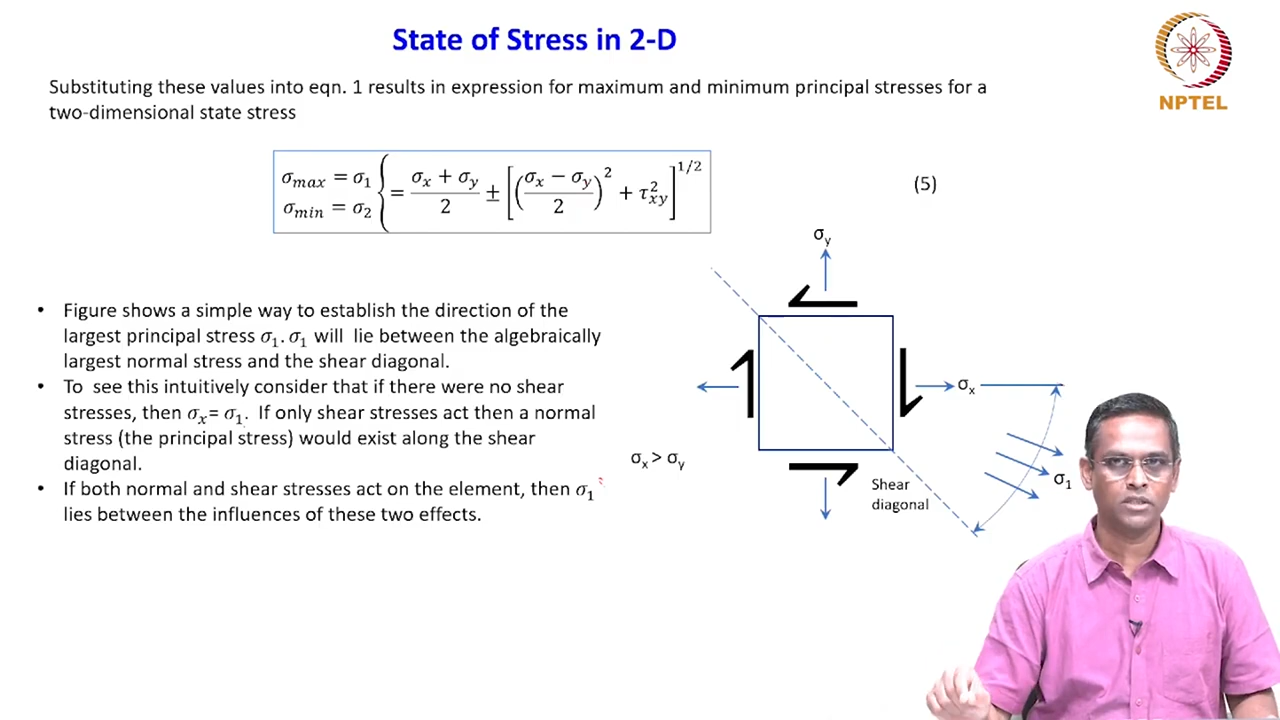 State of Stress in 2-D
NPTEL
Substituting these values into eqn. 1 results in expression for maximum and minimum principal stresses for a
two-dimensional state stress
σmax = σ1
σmin = σ2
{ = (σx + σy)/2 ± [((σx − σy)/2)² + τ²xy]^1/2
(5)
• Figure shows a simple way to establish the direction of the
largest principal stress σ1. σ1 will lie between the algebraically
largest normal stress and the shear diagonal.
• To see this intuitively consider that if there were no shear
stresses, then σx= σ1. If only shear stresses act then a normal
stress (the principal stress) would exist along the shear
diagonal.
• If both normal and shear stresses act on the element, then σ1
lies between the influences of these two effects.
σy
σx
σx > σy
Shear
diagonal
σ1